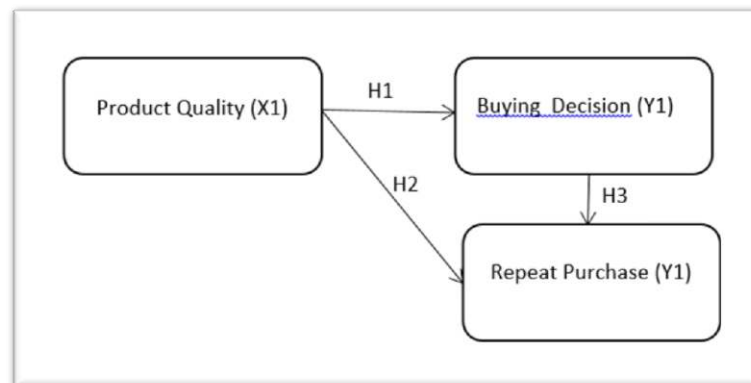 Product Quality (X1)
H1
Buying Decision (Y1)
H2
H3
Repeat Purchase (Y1)